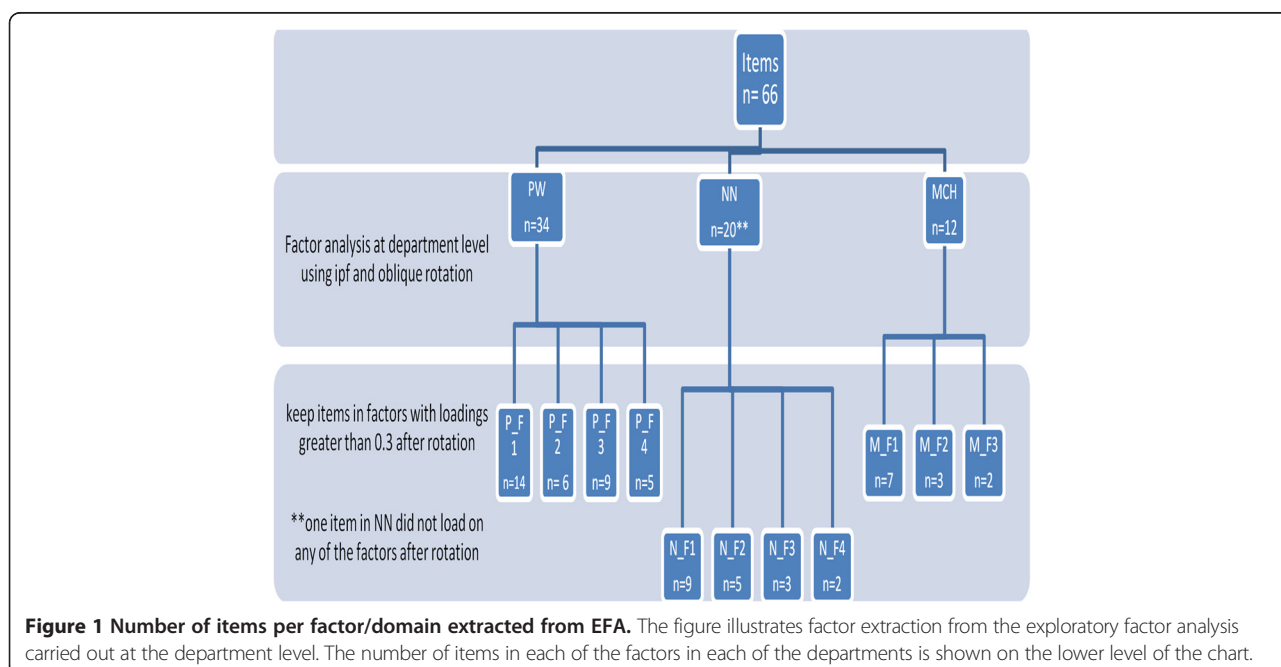 Items
n= 66
PW
n=34
NN
n=20**
MCH
n=12
Factor analysis at department level
using ipf and oblique rotation
keep items in factors with loadings
greater than 0.3 after rotation
P_F
1
n=14
P_F
2
n= 6
P_F
3
n=9
P_F
4
n=5
M_F1
n=7
M_F2
n=3
M_F3
n=2
**one item in NN did not load on
any of the factors after rotation
N_F1
n=9
N_F2
n=5
N_F3
n=3
N_F4
n=2
Figure 1 Number of items per factor/domain extracted from EFA. The figure illustrates factor extraction from the exploratory factor analysis
carried out at the department level. The number of items in each of the factors in each of the departments is shown on the lower level of the chart.